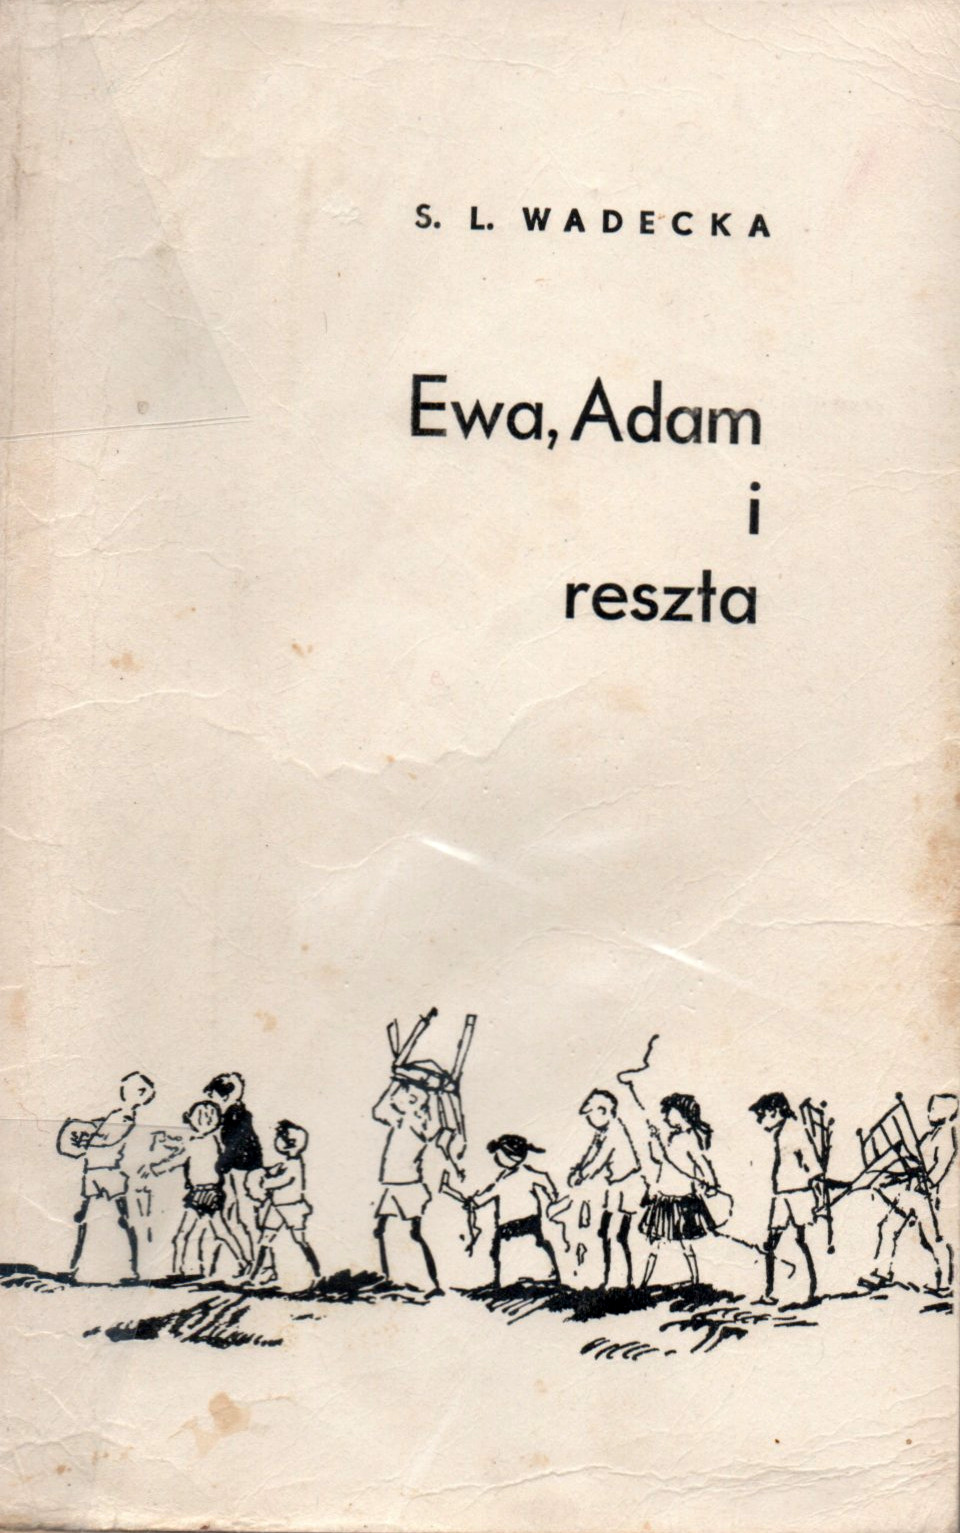 S. L. WADECKA
Ewa, Adam
i
reszta